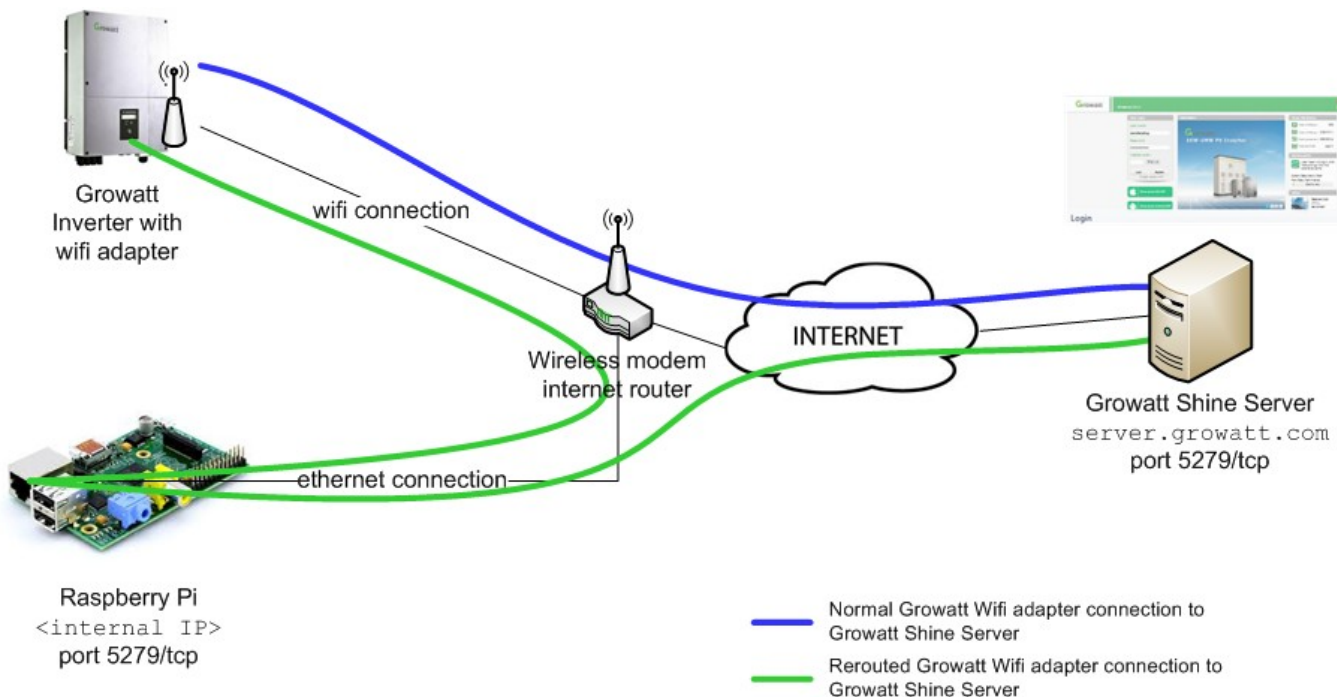 Growatt
Growatt
Inverter with
wifi adapter
wifi connection
Wireless modem
internet router
INTERNET
Growatt
Login
Growatt Shine Server
server.growatt.com
port 5279/tcp
ethernet connection
Raspberry Pi
<internal IP>
port 5279/tcp
Normal Growatt Wifi adapter connection to
Growatt Shine Server
Rerouted Growatt Wifi adapter connection to
Growatt Shine Server